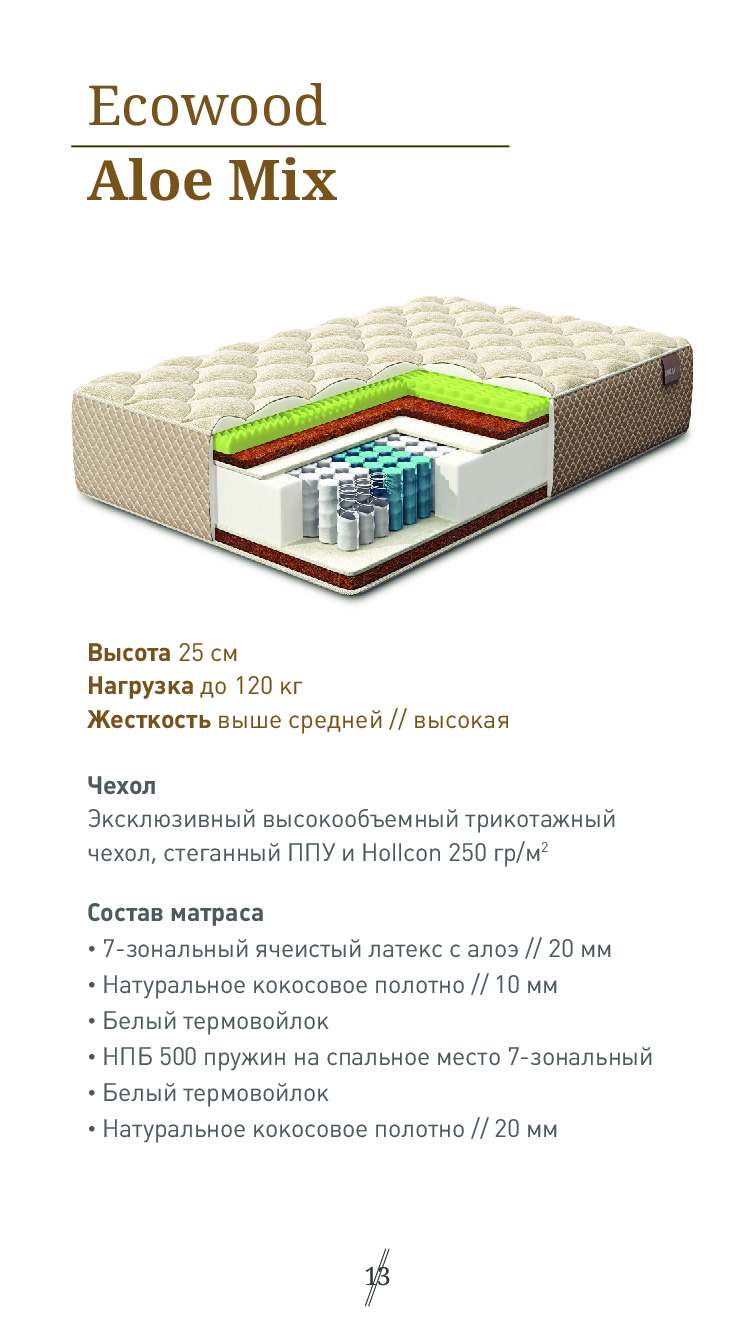 Ecowood
Aloe Mix
Высота 25 см
Нагрузка до 120 кг
Жесткость выше средней // высокая
Чехол
Эксклюзивный высокообъемный трикотажный
чехол, стеганный ППУ и Hollcon 250 гр/м²
Состав матраса
• 7-зональный ячеистый латекс с алоэ // 20 мм
• Натуральное кокосовое полотно // 10 мм
• Белый термовойлок
• НПБ 500 пружин на спальное место 7-зональный
• Белый термовойлок
• Натуральное кокосовое полотно // 20 мм
13